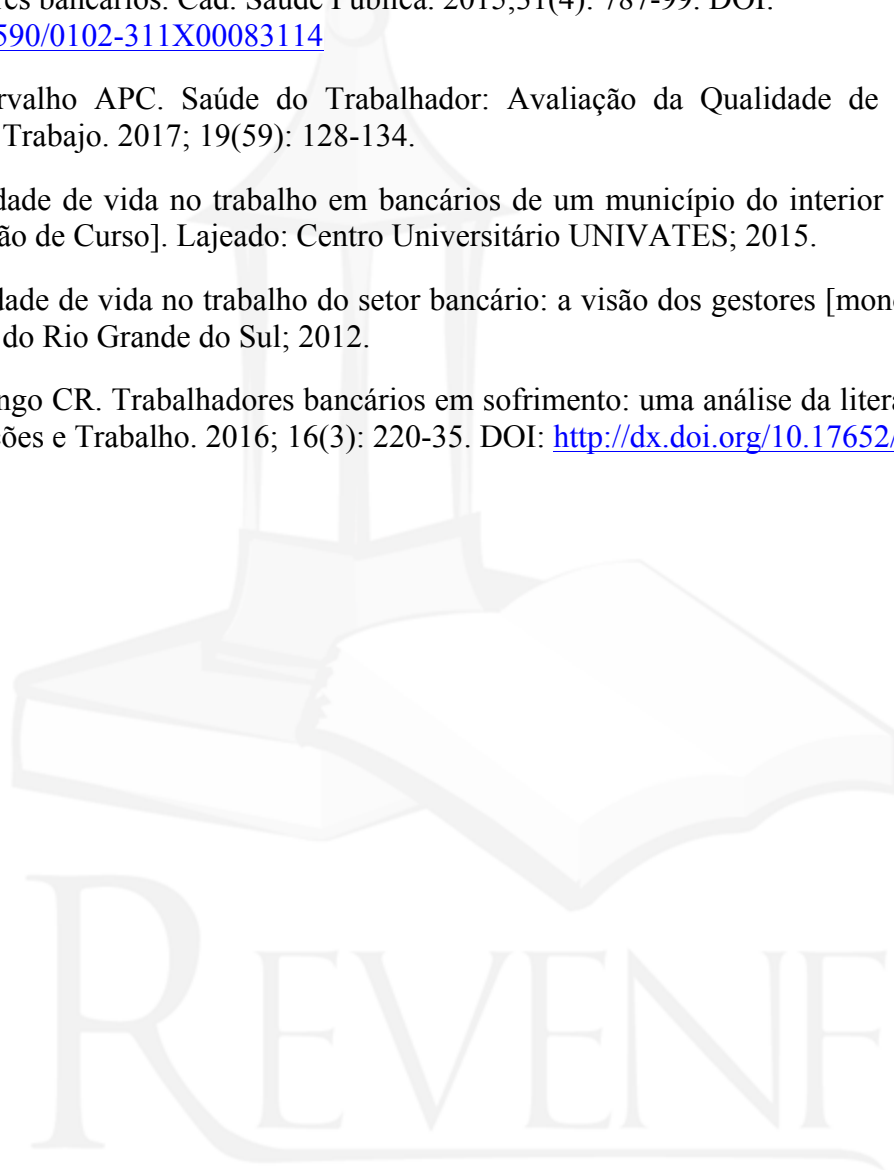 res bancários. Cad. Saúde Pública. 2015;31(4): 787-99. DOI:
590/0102-311X00083114
rvalho APC. Saúde do Trabalhador: Avaliação da Qualidade de
Trabajo. 2017; 19(59): 128-134.
dade de vida no trabalho em bancários de um município do interior
ão de Curso]. Lajeado: Centro Universitário UNIVATES; 2015.
dade de vida no trabalho do setor bancário: a visão dos gestores [mono
do Rio Grande do Sul; 2012.
ngo CR. Trabalhadores bancários em sofrimento: uma análise da litera
ções e Trabalho. 2016; 16(3): 220-35. DOI: http://dx.doi.org/10.17652/
REVENF